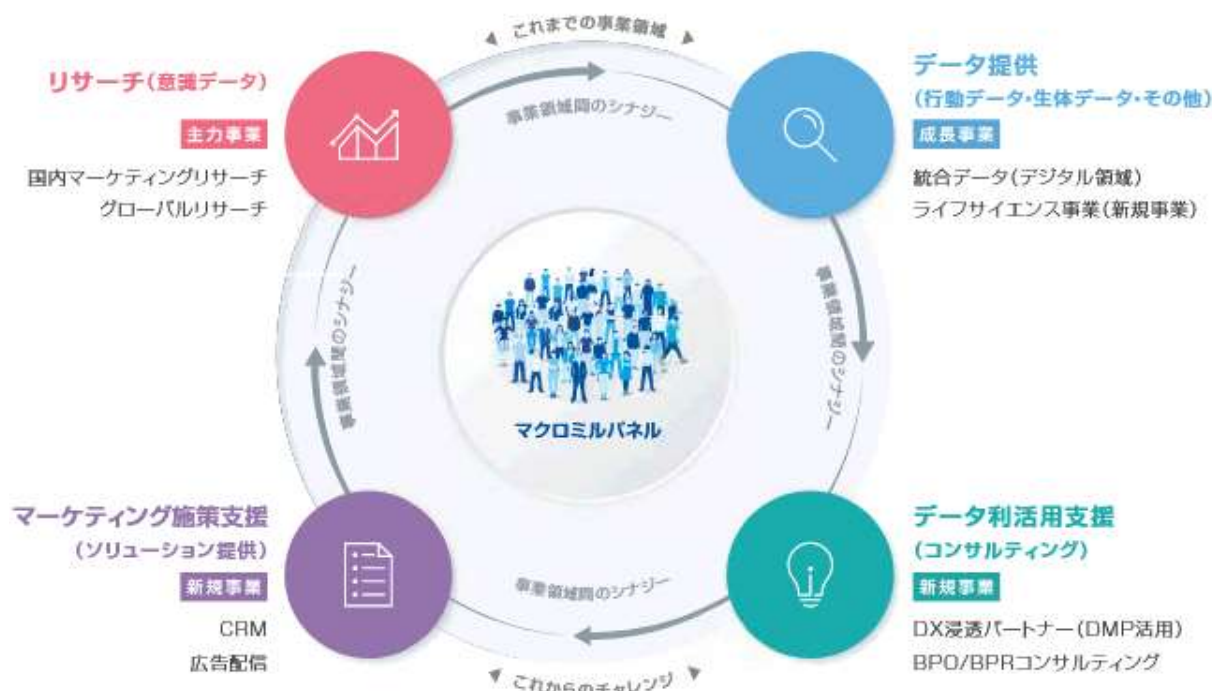 ◀ これまでの事業領域 ▶
リサーチ(意識データ)
主力事業
国内マーケティングリサーチ
グローバルリサーチ
事業領域間のシナジー
データ提供
(行動データ・生体データ・その他)
成長事業
統合データ(デジタル領域)
ライフサイエンス事業(新規事業)
事業領域間のシナジー
事業領域間のシナジー
マクロミルパネル
マーケティング施策支援
(ソリューション提供)
新規事業
CRM
広告配信
事業領域間のシナジー
データ利活用支援
(コンサルティング)
新規事業
DX浸透パートナー(DMP活用)
BPO/BPRコンサルティング
◀ これからのチャレンジ ▶